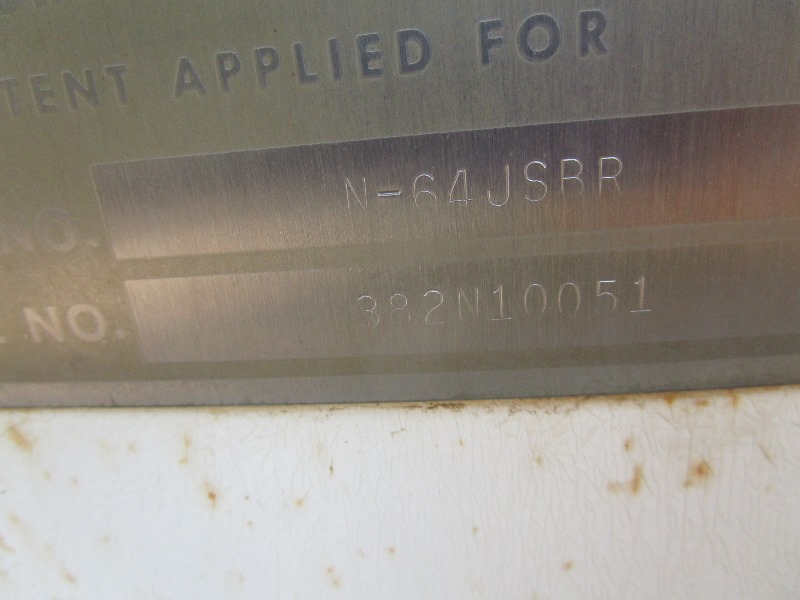 TENT APPLIED FOR
NO. N-64JSBR
NO. 382N10051